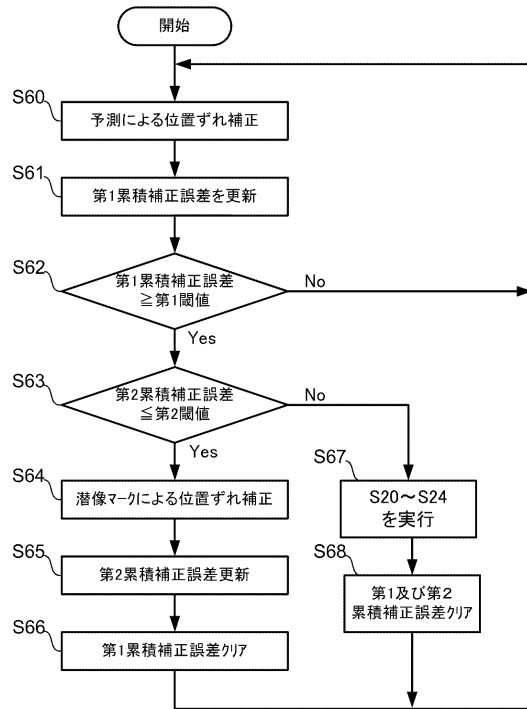 開始
S60
予測による位置ずれ補正
S61
第1累積補正誤差を更新
S62
第1累積補正誤差
≧第1閾値
No
Yes
S63
第2累積補正誤差
≦第2閾値
No
Yes
S67
S64
潜像マークによる位置ずれ補正
S20～S24
を実行
S65
第2累積補正誤差更新
S68
第1及び第2
累積補正誤差クリア
S66
第1累積補正誤差クリア